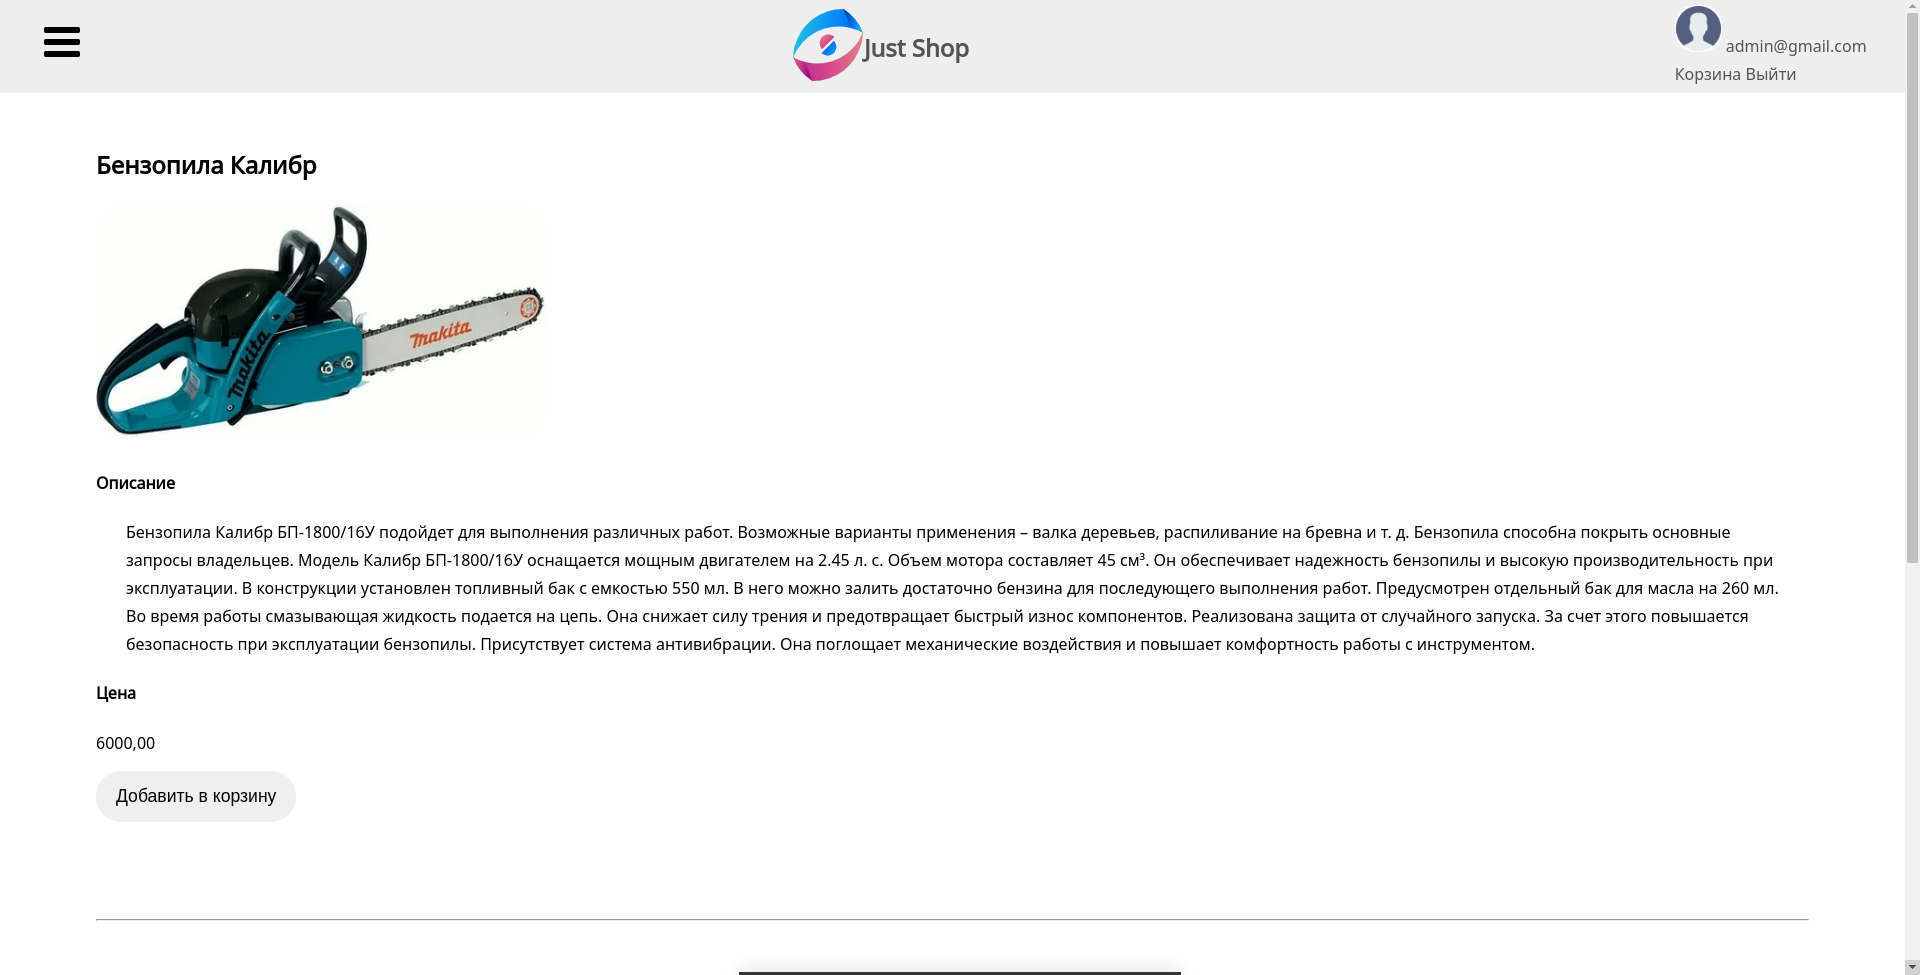 Just Shop
admin@gmail.com
Корзина Выйти
Бензопила Калибр
makita
makita
Описание
Бензопила Калибр БП-1800/16У подойдет для выполнения различных работ. Возможные варианты применения – валка деревьев, распиливание на бревна и т. д. Бензопила способна покрыть основные
запросы владельцев. Модель Калибр БП-1800/16У оснащается мощным двигателем на 2.45 л. с. Объем мотора составляет 45 см³. Он обеспечивает надежность бензопилы и высокую производительность при
эксплуатации. В конструкции установлен топливный бак с емкостью 550 мл. В него можно залить достаточно бензина для последующего выполнения работ. Предусмотрен отдельный бак для масла на 260 мл.
Во время работы смазывающая жидкость подается на цепь. Она снижает силу трения и предотвращает быстрый износ компонентов. Реализована защита от случайного запуска. За счет этого повышается
безопасность при эксплуатации бензопилы. Присутствует система антивибрации. Она поглощает механические воздействия и повышает комфортность работы с инструментом.
Цена
6000,00
Добавить в корзину